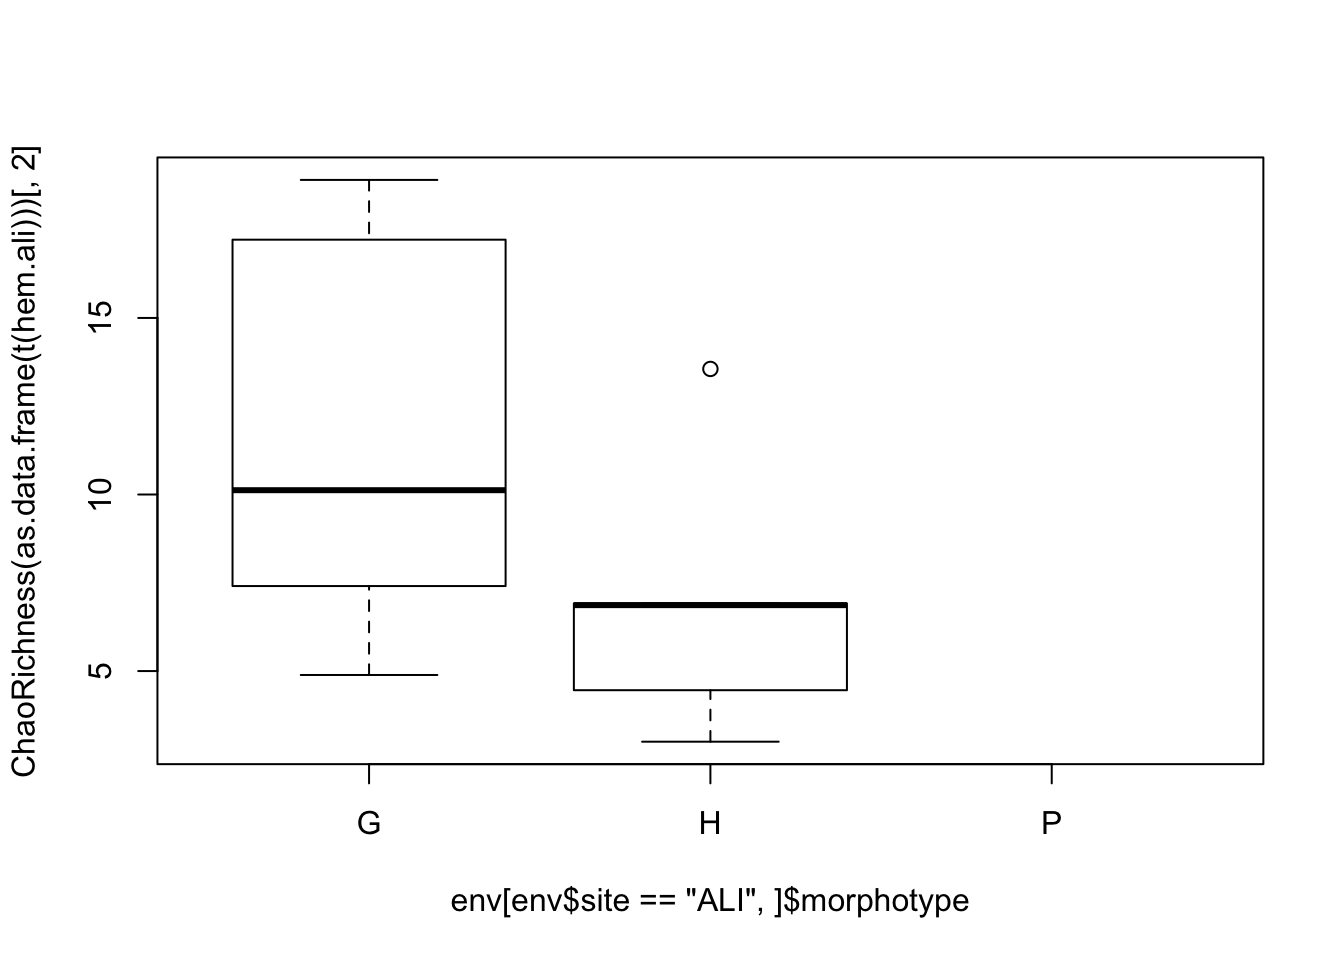 ChaoRichness(as.data.frame(t(hem.ali)))[, 2]
15
10
5
G H P
env[env$site == "ALI", ]$morphotype